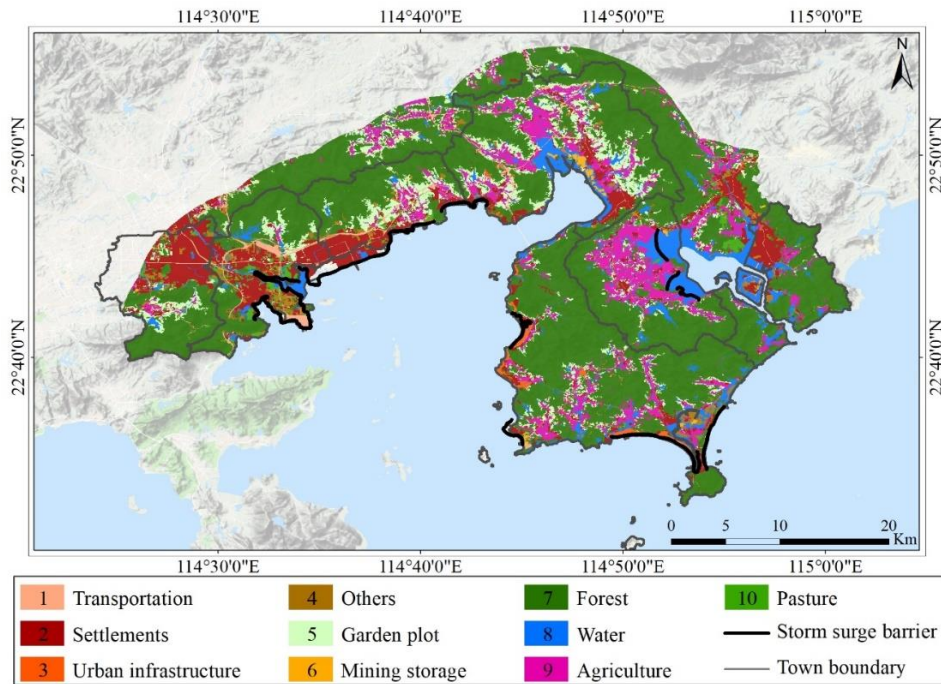 114°30'0"E 114°40'0"E 114°50'0"E 115°0'0"E
N
22°50'0"N 22°50'0"N
22°40'0"N 22°40'0"N
0 5 10 20
Km
114°30'0"E 114°40'0"E 114°50'0"E 115°0'0"E
1 Transportation 4 Others 7 Forest 10 Pasture
2 Settlements 5 Garden plot 8 Water Storm surge barrier
3 Urban infrastructure 6 Mining storage 9 Agriculture Town boundary